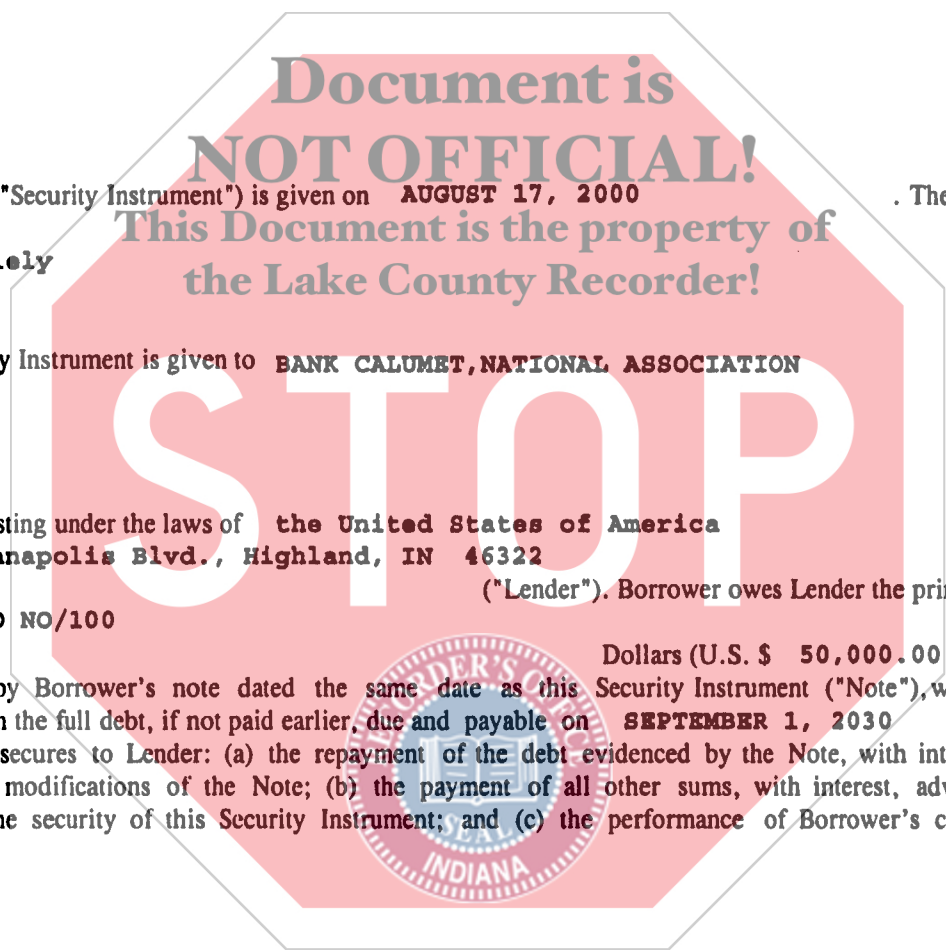 Document is
NOT OFFICIAL!
"Security Instrument") is given on AUGUST 17, 2000 . The
This Document is the property of
the Lake County Recorder!
Instrument is given to BANK CALUMET,NATIONAL ASSOCIATION
STOP
under the laws of the United States of America
Blvd., Highland, IN 46322
("Lender"). Borrower owes Lender the
NO/100
Dollars (U.S. $ 50,000.00
by Borrower's note dated the same date as this Security Instrument ("Note"),
the full debt, if not paid earlier, due and payable on SEPTEMBER 1, 2030
secures to Lender: (a) the repayment of the debt evidenced by the Note, with
modifications of the Note; (b) the payment of all other sums, with interest,
security of this Security Instrument; and (c) the performance of Borrower's
RECORDER'S OFFICE
SEAL
INDIANA